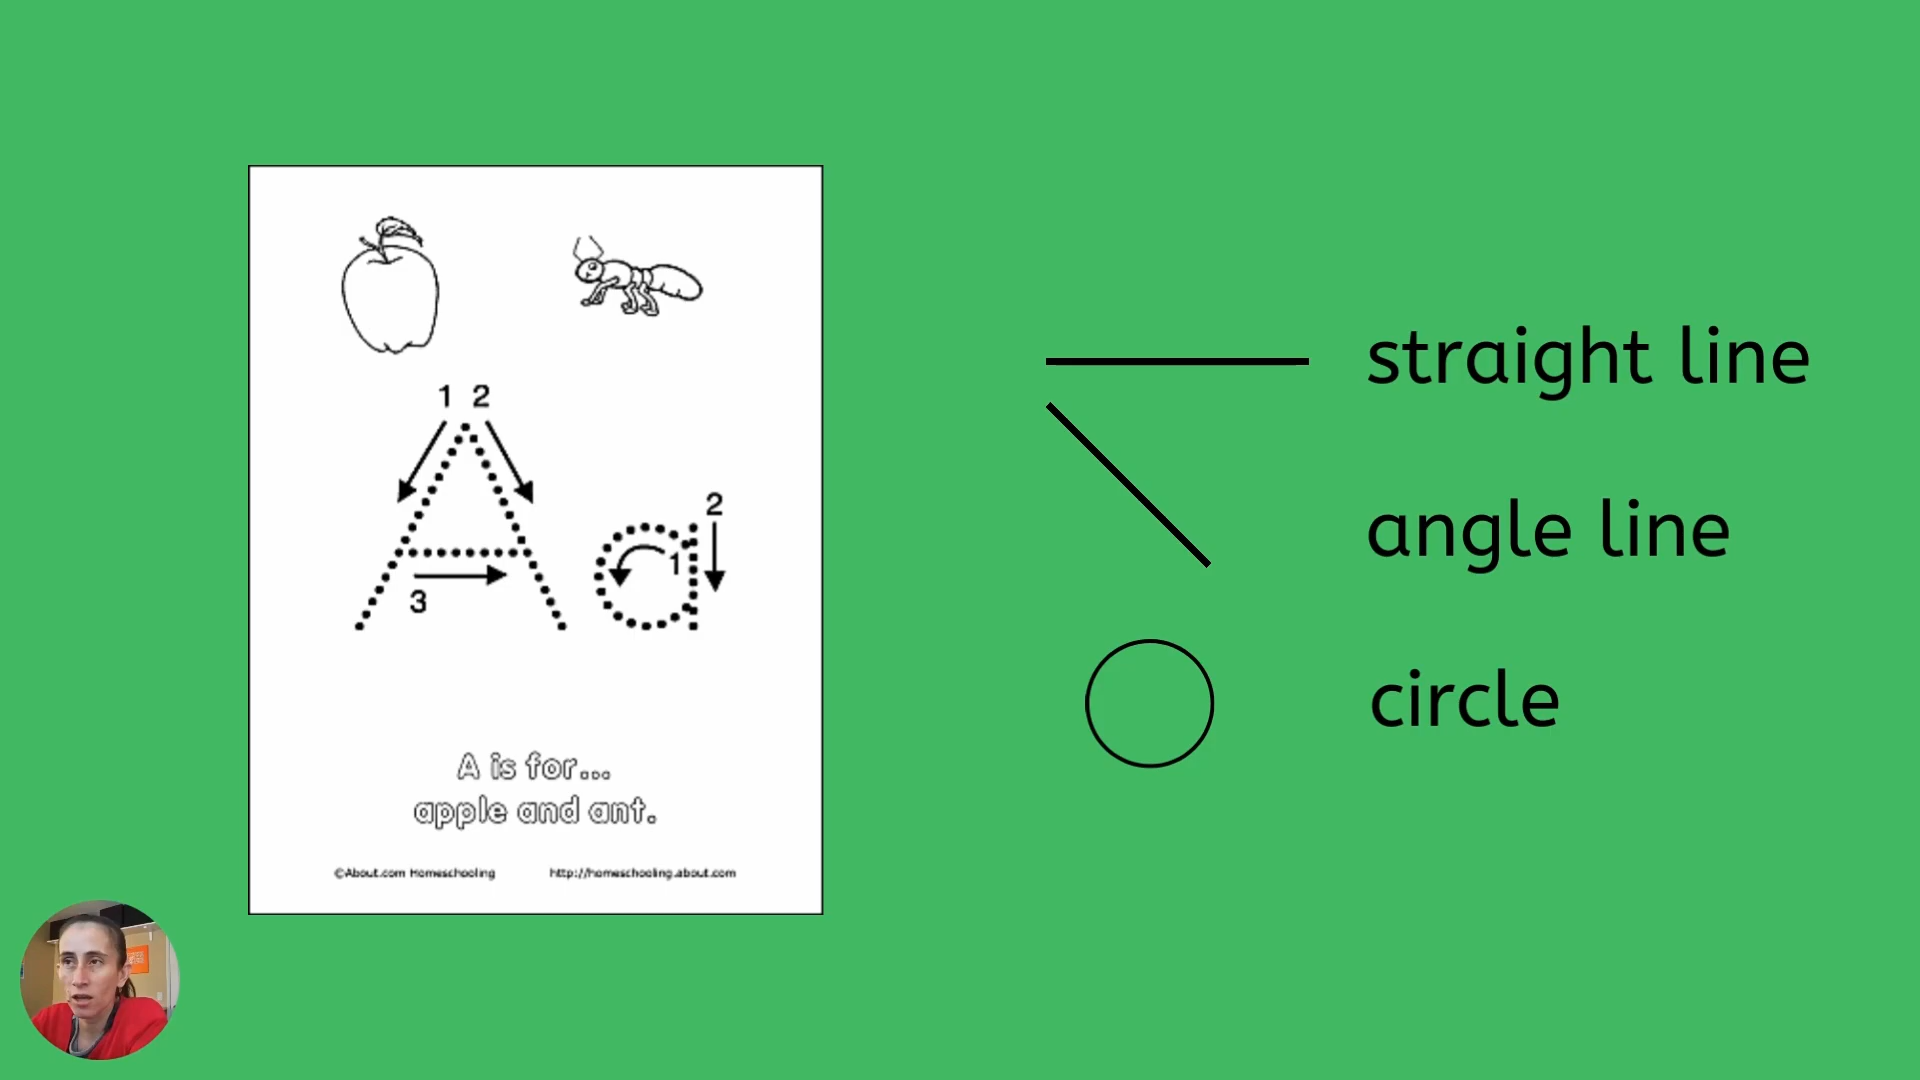 1 2
3
2
1
A is for...
apple and ant.
©About.com Homeschooling
http://homeschooling.about.com
straight line
angle line
circle